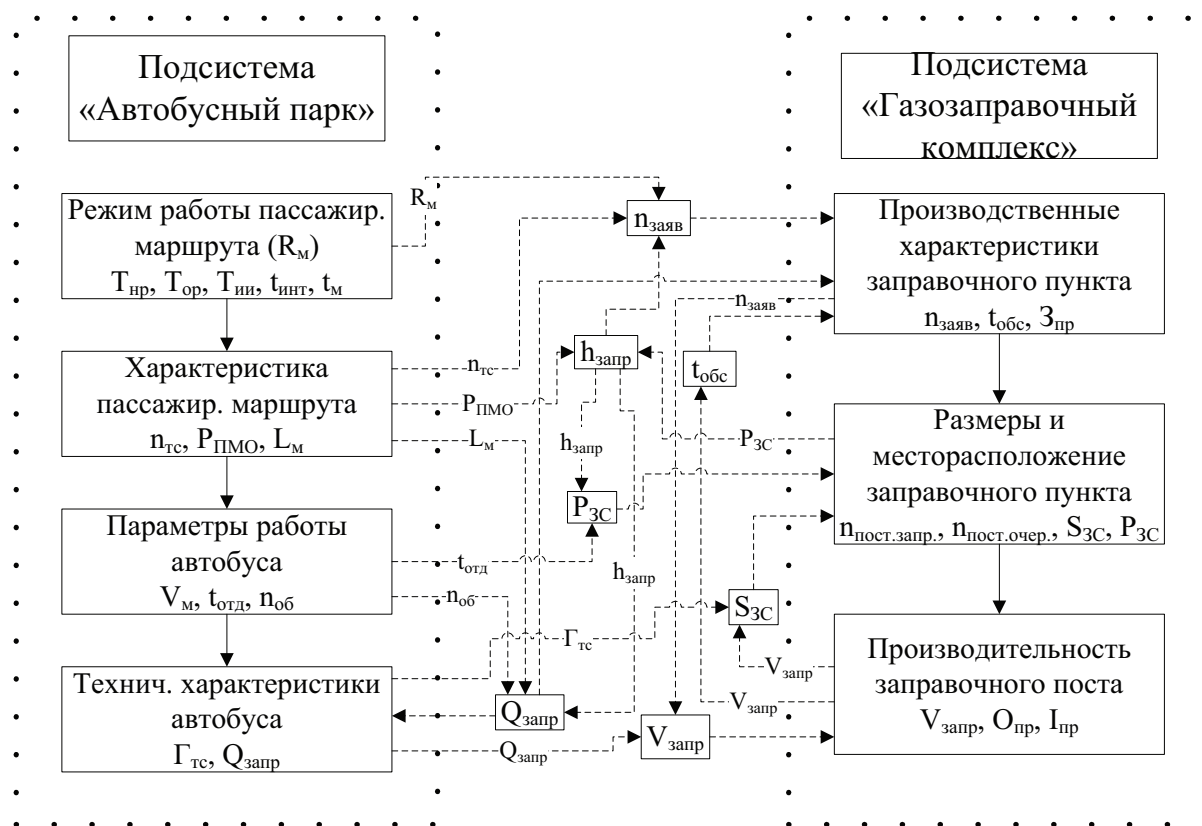 Подсистема
«Автобусный парк»
Режим работы пассажир.
маршрута (Rм)
Tнр, Tор, Tии, tинт, tм
Характеристика
пассажир. маршрута
nтс, PПМО, Lм
Параметры работы
автобуса
Vм, tотд, nоб
Технич. характеристики
автобуса
Гтс, Qзапр
Rм
nзаяв
nзаяв
hзапр
tобс
nтс
PПМО
Lм
hзапр
PЗС
PЗС
tотд
hзапр
nоб
SЗС
Гтс
Vзапр
Vзапр
Qзапр
Vзапр
Qзапр
Подсистема
«Газозаправочный
комплекс»
Производственные
характеристики
заправочного пункта
nзаяв, tобс, Зпр
Размеры и
месторасположение
заправочного пункта
nпост.запр., nпост.очер., SЗС, PЗС
Производительность
заправочного поста
Vзапр, Oпр, Iпр